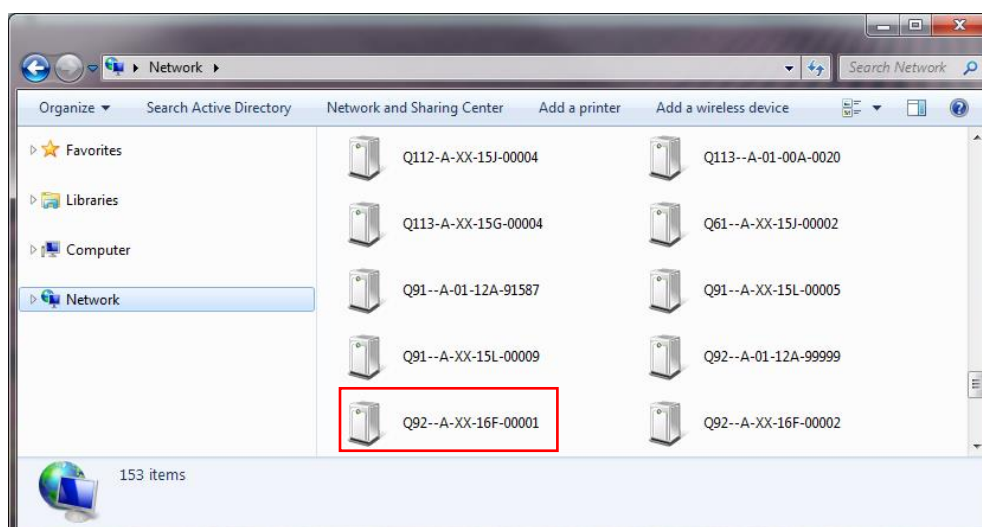 Network
Search Network
Organize Search Active Directory Network and Sharing Center Add a printer Add a wireless device
Favorites
Libraries
Computer
Network
Q112-A-XX-15J-00004 Q113--A-01-00A-0020
Q113-A-XX-15G-00004 Q61--A-XX-15J-00002
Q91--A-01-12A-91587 Q91--A-XX-15L-00005
Q91--A-XX-15L-00009 Q92--A-01-12A-99999
Q92--A-XX-16F-00001 Q92--A-XX-16F-00002
153 items